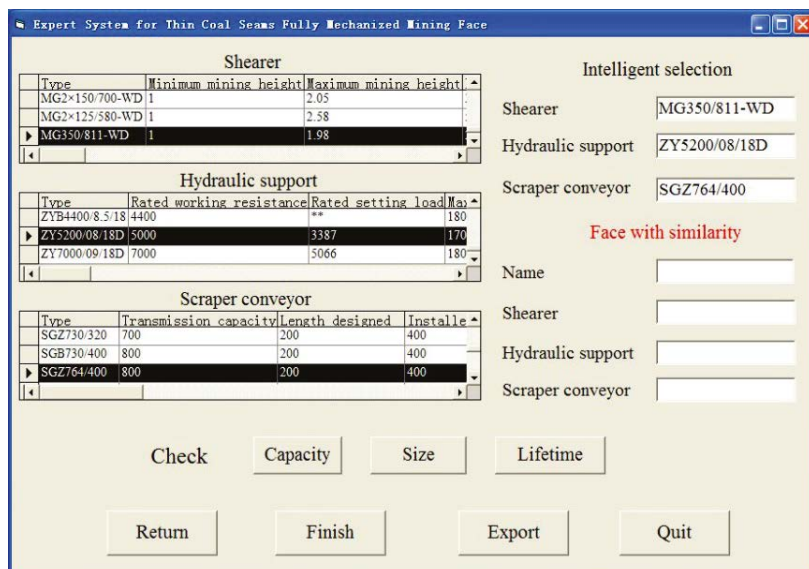 Expert System for Thin Coal Seams Fully Mechanized Mining Face
Shearer
Type Minimum mining height Maximum mining height
MG2×150/700-WD 1 2.05
MG2×125/580-WD 1 2.58
MG350/811-WD 1 1.98
Hydraulic support
Type Rated working resistance Rated setting load Max
ZYB4400/8.5/18 4400 ** 180
ZY5200/08/18D 5000 3387 170
ZY7000/09/18D 7000 5066 180
Scraper conveyor
Type Transmission capacity Length designed Installe
SGZ730/320 700 200 400
SGB730/400 800 200 400
SGZ764/400 800 200 400
Intelligent selection
Shearer MG350/811-WD
Hydraulic support ZY5200/08/18D
Scraper conveyor SGZ764/400
Face with similarity
Name
Shearer
Hydraulic support
Scraper conveyor
Check Capacity Size Lifetime
Return Finish Export Quit